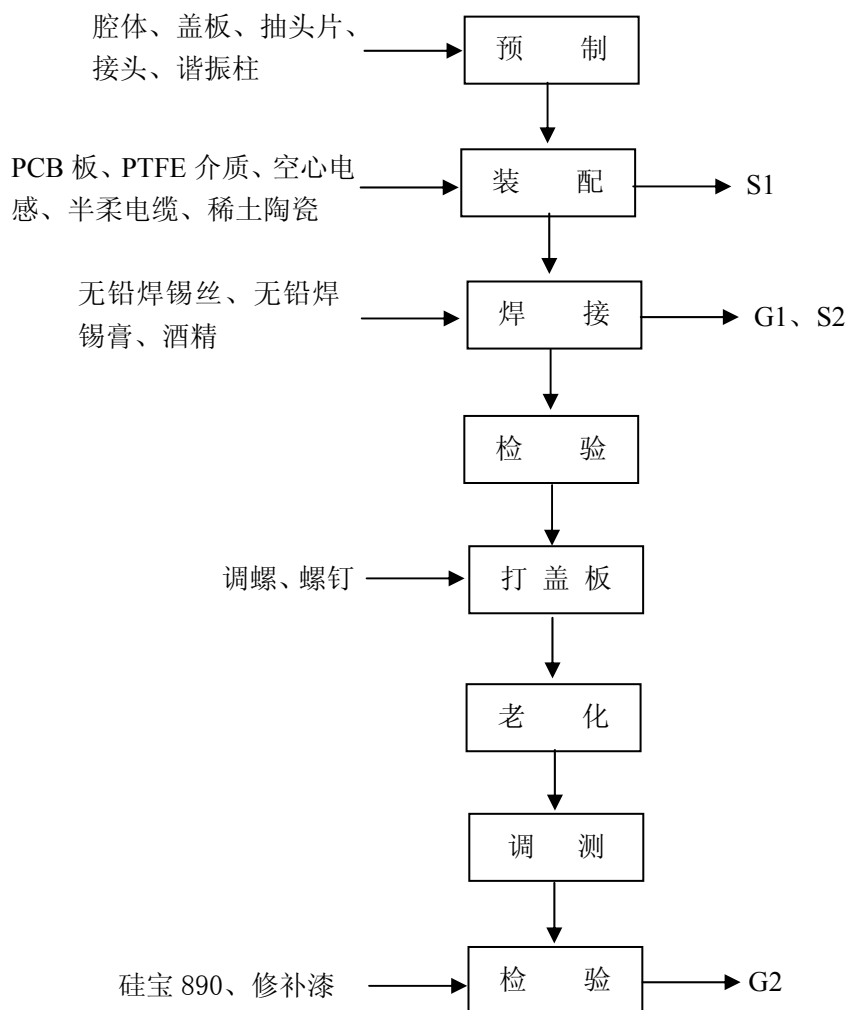 腔体、盖板、抽头片、
接头、谐振柱
预 制
PCB 板、PTFE 介质、空心电
感、半柔电缆、稀土陶瓷
装 配
S1
无铅焊锡丝、无铅焊
锡膏、酒精
焊 接
G1、S2
检 验
调螺、螺钉
打 盖 板
老 化
调 测
硅宝 890、修补漆
检 验
G2